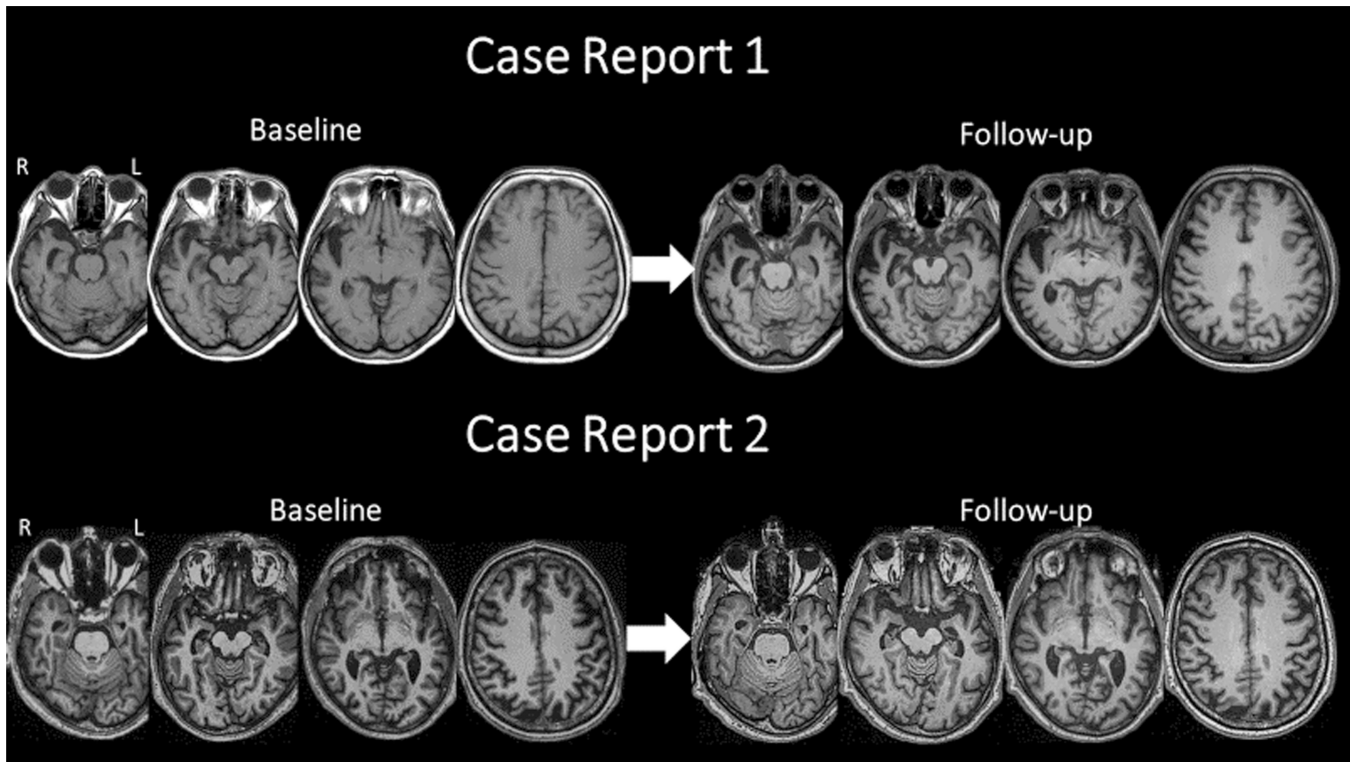 Case Report 1
Baseline
Follow-up
R
L
Case Report 2
Baseline
Follow-up
R
L